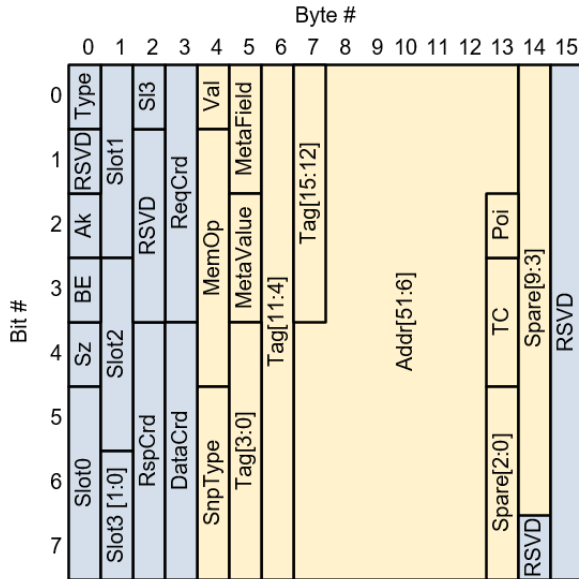 Byte #
0 1 2 3 4 5 6 7 8 9 10 11 12 13 14 15
Bit #
0
1
2
3
4
5
6
7
Type
RSVD
Ak
BE
Sz
Slot0
Slot1
Slot2
Slot3 [1:0]
Sl3
RSVD
RspCrd
ReqCrd
DataCrd
Val
MemOp
SnpType
MetaField
MetaValue
Tag[3:0]
Tag[11:4]
Tag[15:12]
Addr[51:6]
Poi
TC
Spare[2:0]
Spare[9:3]
RSVD
RSVD